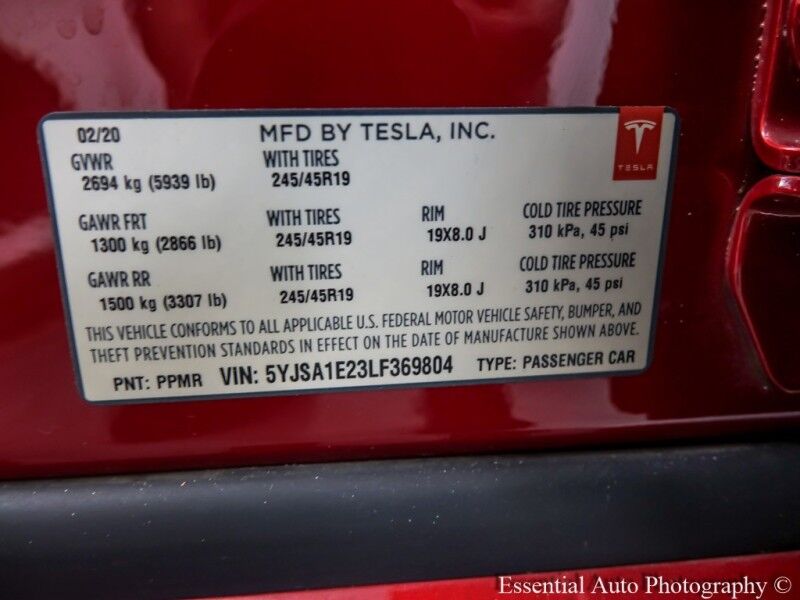 02/20 MFD BY TESLA, INC.
GVWR WITH TIRES
2694 kg (5939 lb) 245/45R19
TESLA
GAWR FRT WITH TIRES RIM COLD TIRE PRESSURE
1300 kg (2866 lb) 245/45R19 19X8.0 J 310 kPa, 45 psi
GAWR RR WITH TIRES RIM COLD TIRE PRESSURE
1500 kg (3307 lb) 245/45R19 19X8.0 J 310 kPa, 45 psi
THIS VEHICLE CONFORMS TO ALL APPLICABLE U.S. FEDERAL MOTOR VEHICLE SAFETY, BUMPER, AND
THEFT PREVENTION STANDARDS IN EFFECT ON THE DATE OF MANUFACTURE SHOWN ABOVE.
PNT: PPMR VIN: 5YJSA1E23LF369804 TYPE: PASSENGER CAR
Essential Auto Photography ©